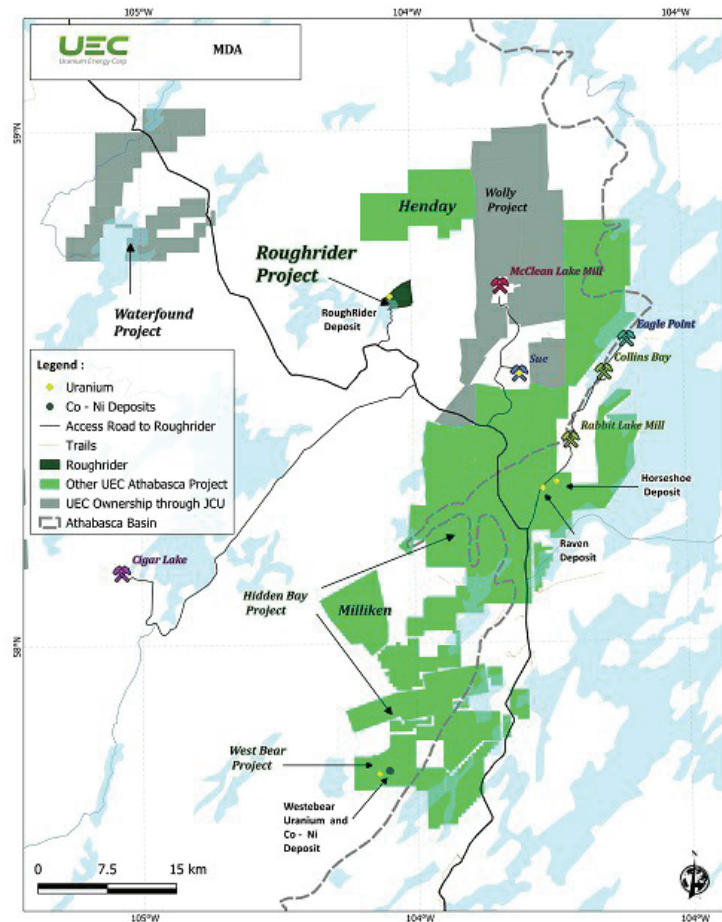 105°W
104°W
104°W
UEC
Uranium Energy Corp
MDA
59°N
Henday
Wolly
Project
Roughrider
Project
McClean Lake Mill
RoughRider
Deposit
Waterfound
Project
Eagle Point
Sue
Collins Bay
Legend :
Uranium
Co - Ni Deposits
Access Road to Roughrider
Trails
Roughrider
Other UEC Athabasca Project
UEC Ownership through JCU
Athabasca Basin
Rabbit Lake Mill
Horseshoe
Deposit
Raven
Deposit
Cigar Lake
Hidden Bay
Project
Milliken
58°N
West Bear
Project
Westebear
Uranium and
Co - Ni
Deposit
0 7.5 15 km
105°W
104°W
104°W